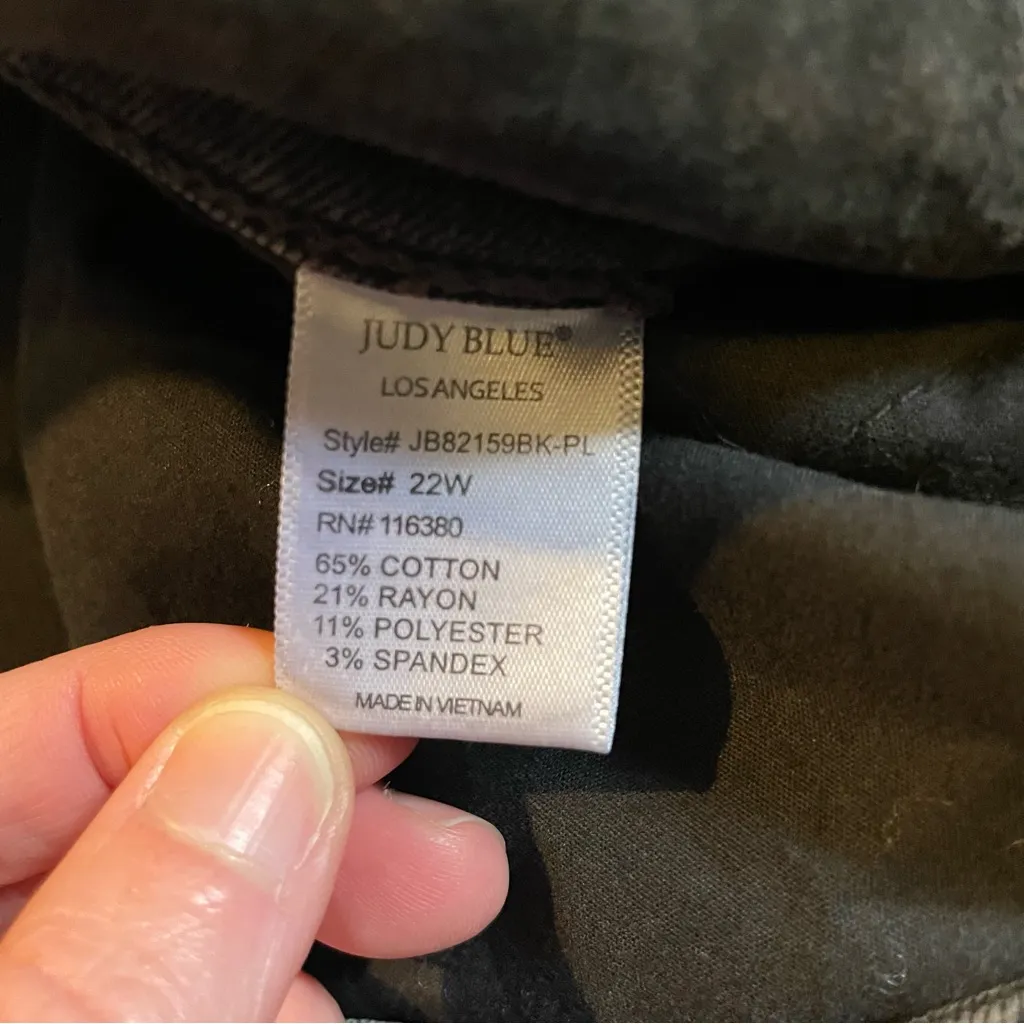 JUDY BLUE®
LOS ANGELES
Style# JB82159BK-PL
Size# 22W
RN# 116380
65% COTTON
21% RAYON
11% POLYESTER
3% SPANDEX
MADE IN VIETNAM